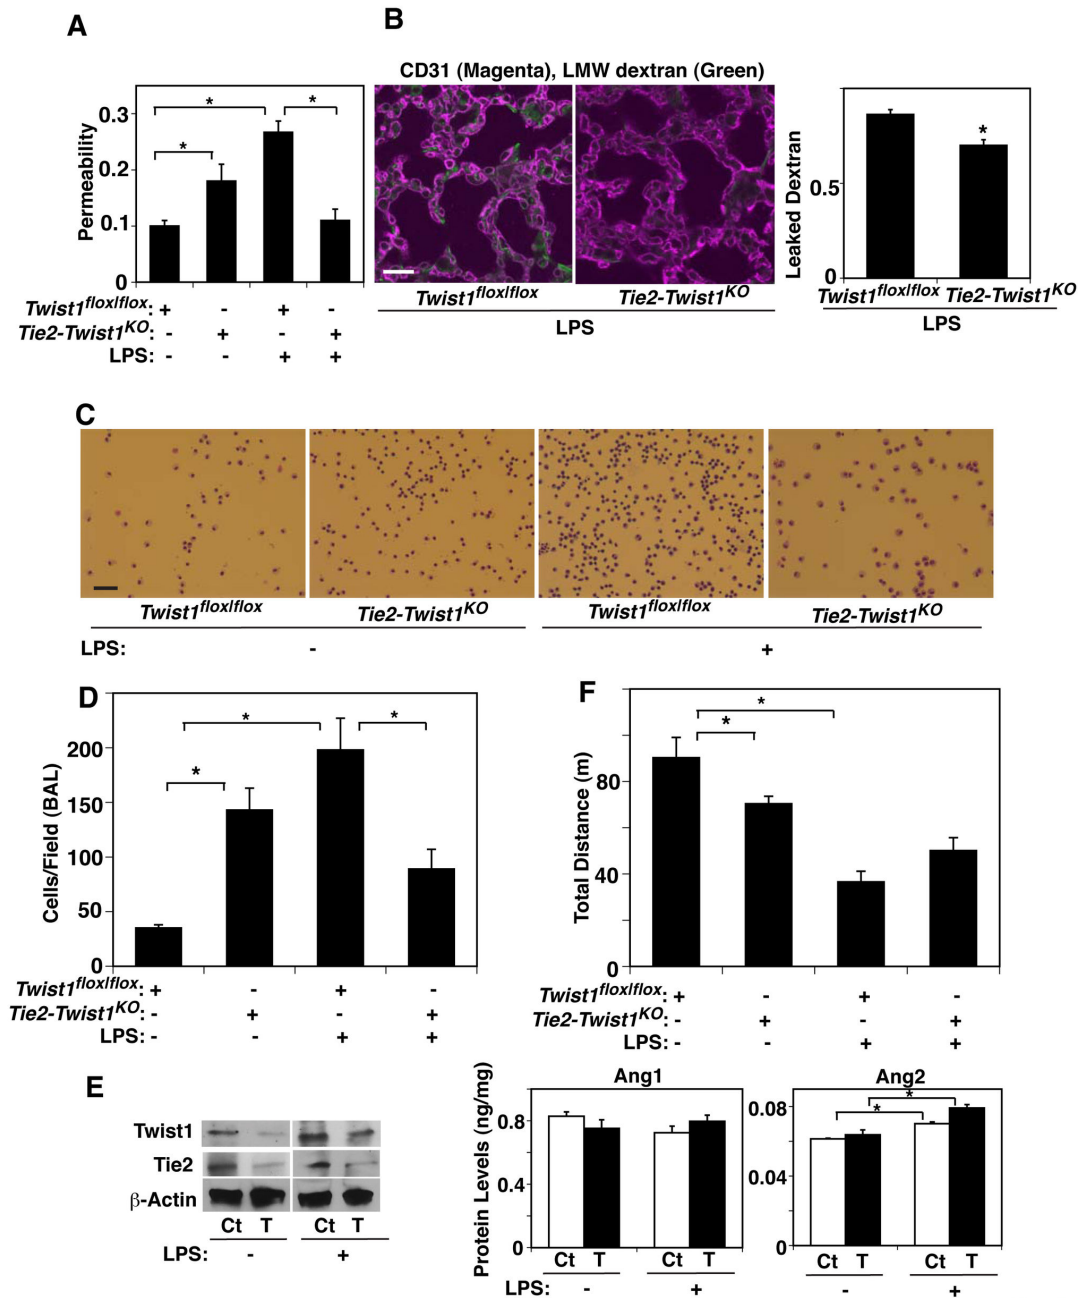 A
B
CD31 (Magenta), LMW dextran (Green)
Permeability
0.3
0.2
0.1
0
* * *
Twist1flox/flox: + - + -
Tie2-Twist1KO: - + - +
LPS: - - + +
Twist1flox/flox Tie2-Twist1KO
LPS
Leaked Dextran
0.5
0
*
Twist1flox/flox Tie2-Twist1KO
LPS
C
Twist1flox/flox Tie2-Twist1KO Twist1flox/flox Tie2-Twist1KO
LPS: - +
D
Cells/Field (BAL)
200
150
100
50
0
* * *
Twist1flox/flox: + - + -
Tie2-Twist1KO: - + - +
LPS: - - + +
F
Total Distance (m)
80
40
0
* *
Twist1flox/flox: + - + -
Tie2-Twist1KO: - + - +
LPS: - - + +
E
Twist1
Tie2
β-Actin
Ct T Ct T
LPS: - +
Protein Levels (ng/mg)
Ang1
0.8
0.4
0
Ct T Ct T
LPS: - +
Ang2
0.08
0.04
0
* *
Ct T Ct T
- +